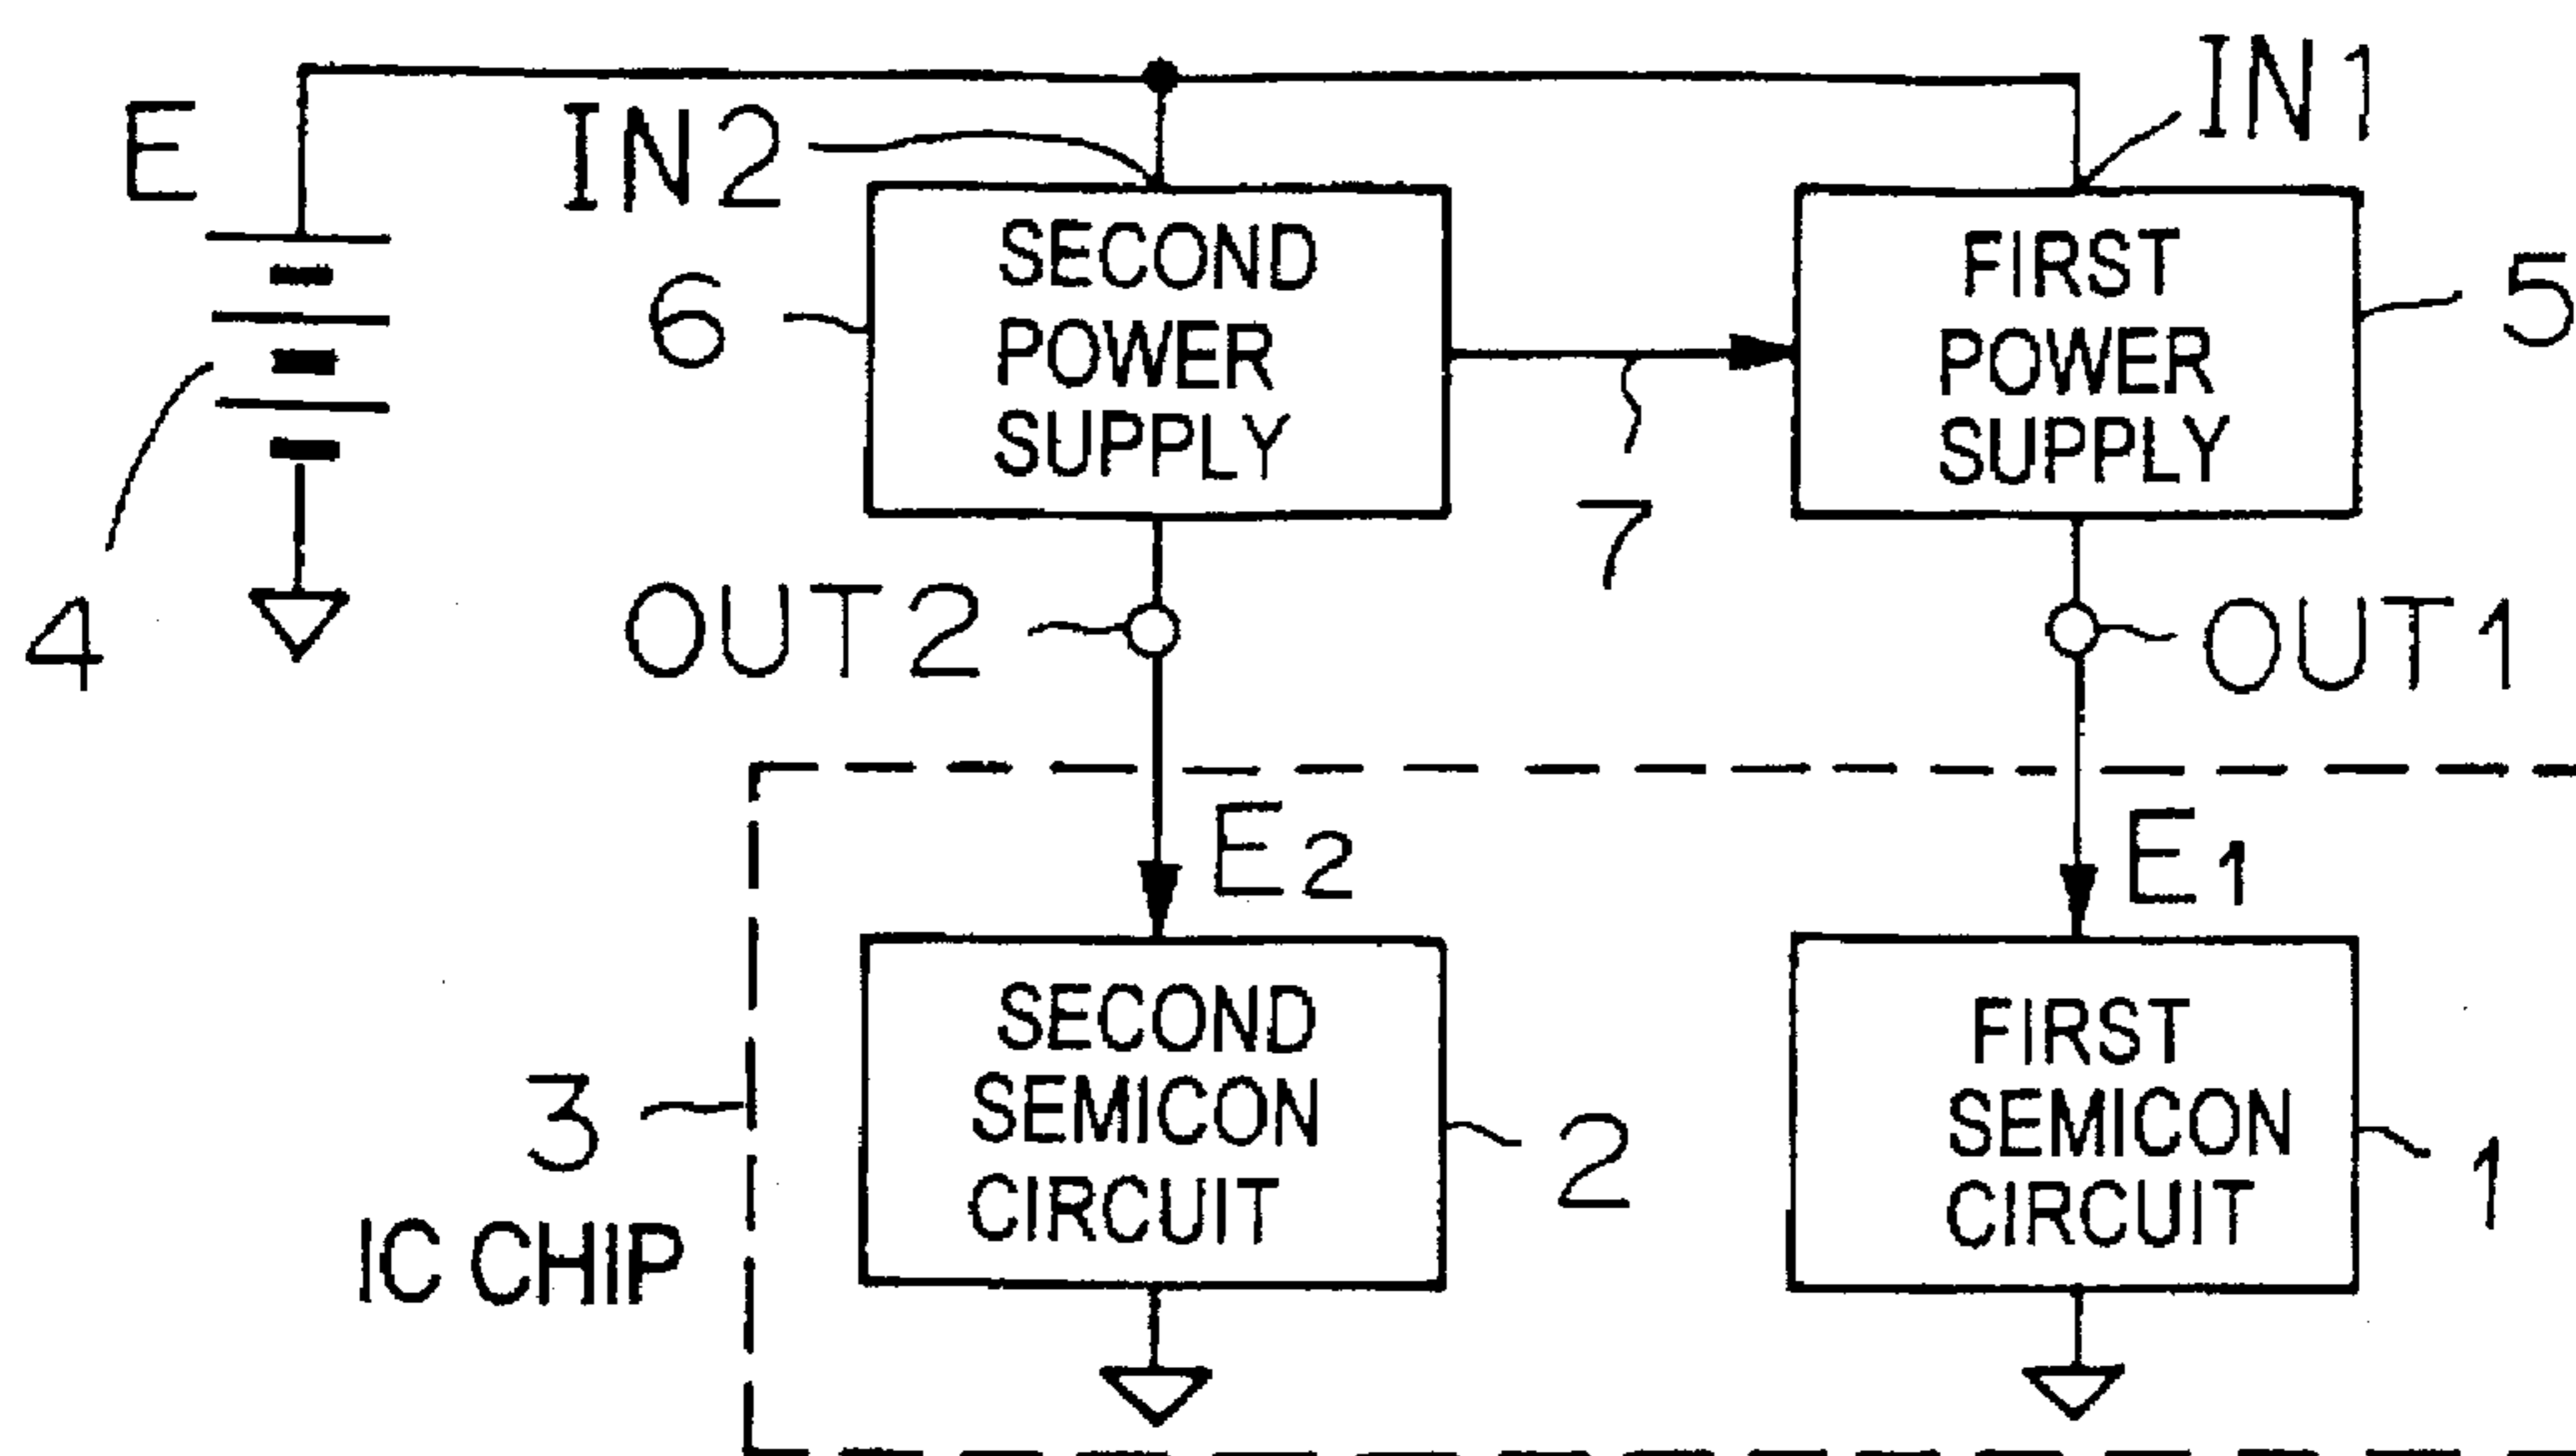 E
IN2
IN1
SECOND
POWER
SUPPLY
6
FIRST
POWER
SUPPLY
5
7
4
OUT2
OUT1
E2
E1
SECOND
SEMICON
CIRCUIT
2
FIRST
SEMICON
CIRCUIT
1
3
IC CHIP